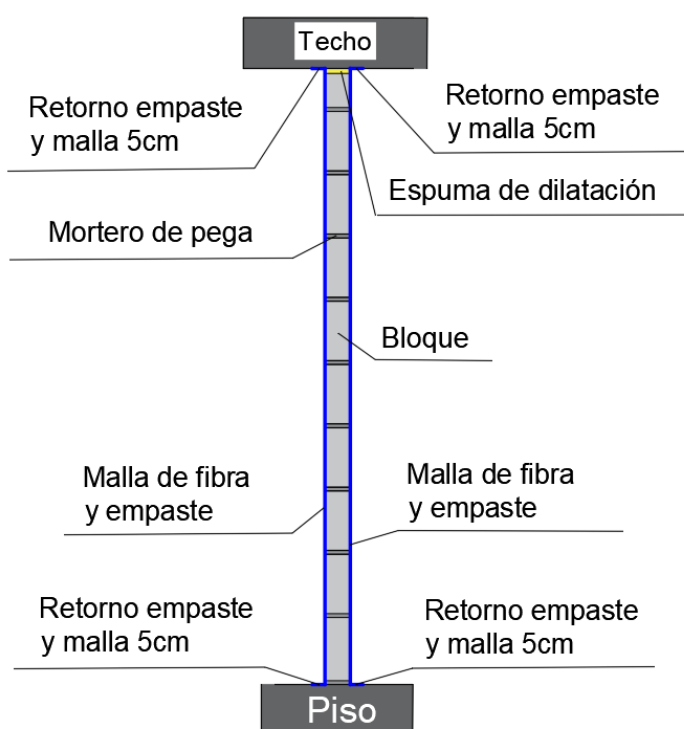 Techo
Retorno empaste
y malla 5cm
Retorno empaste
y malla 5cm
Espuma de dilatación
Mortero de pega
Bloque
Malla de fibra
y empaste
Malla de fibra
y empaste
Retorno empaste
y malla 5cm
Retorno empaste
y malla 5cm
Piso